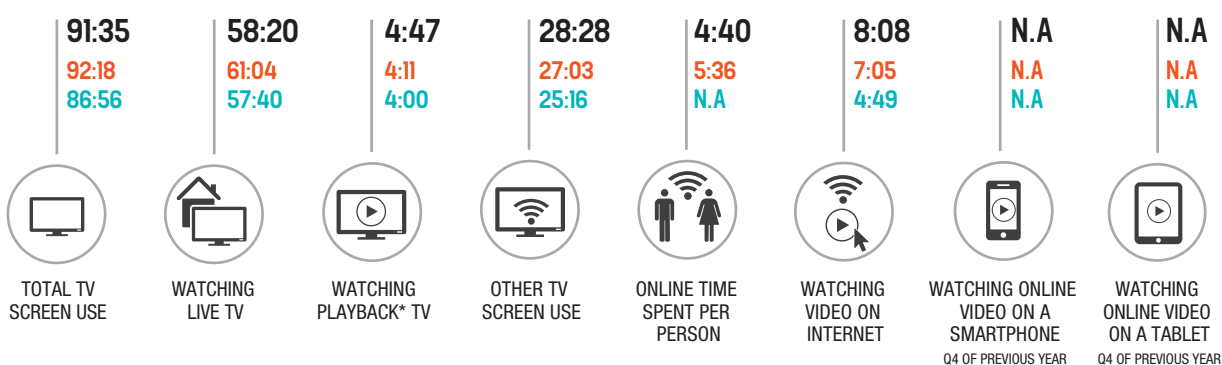 91:35 58:20 4:47 28:28 4:40 8:08 N.A N.A
92:18 61:04 4:11 27:03 5:36 7:05 N.A N.A
86:56 57:40 4:00 25:16 N.A 4:49 N.A N.A
TOTAL TV
SCREEN USE
WATCHING
LIVE TV
WATCHING
PLAYBACK* TV
OTHER TV
SCREEN USE
ONLINE TIME
SPENT PER
PERSON
WATCHING
VIDEO ON
INTERNET
WATCHING ONLINE
VIDEO ON A
SMARTPHONE
Q4 OF PREVIOUS YEAR
WATCHING
ONLINE VIDEO
ON A TABLET
Q4 OF PREVIOUS YEAR